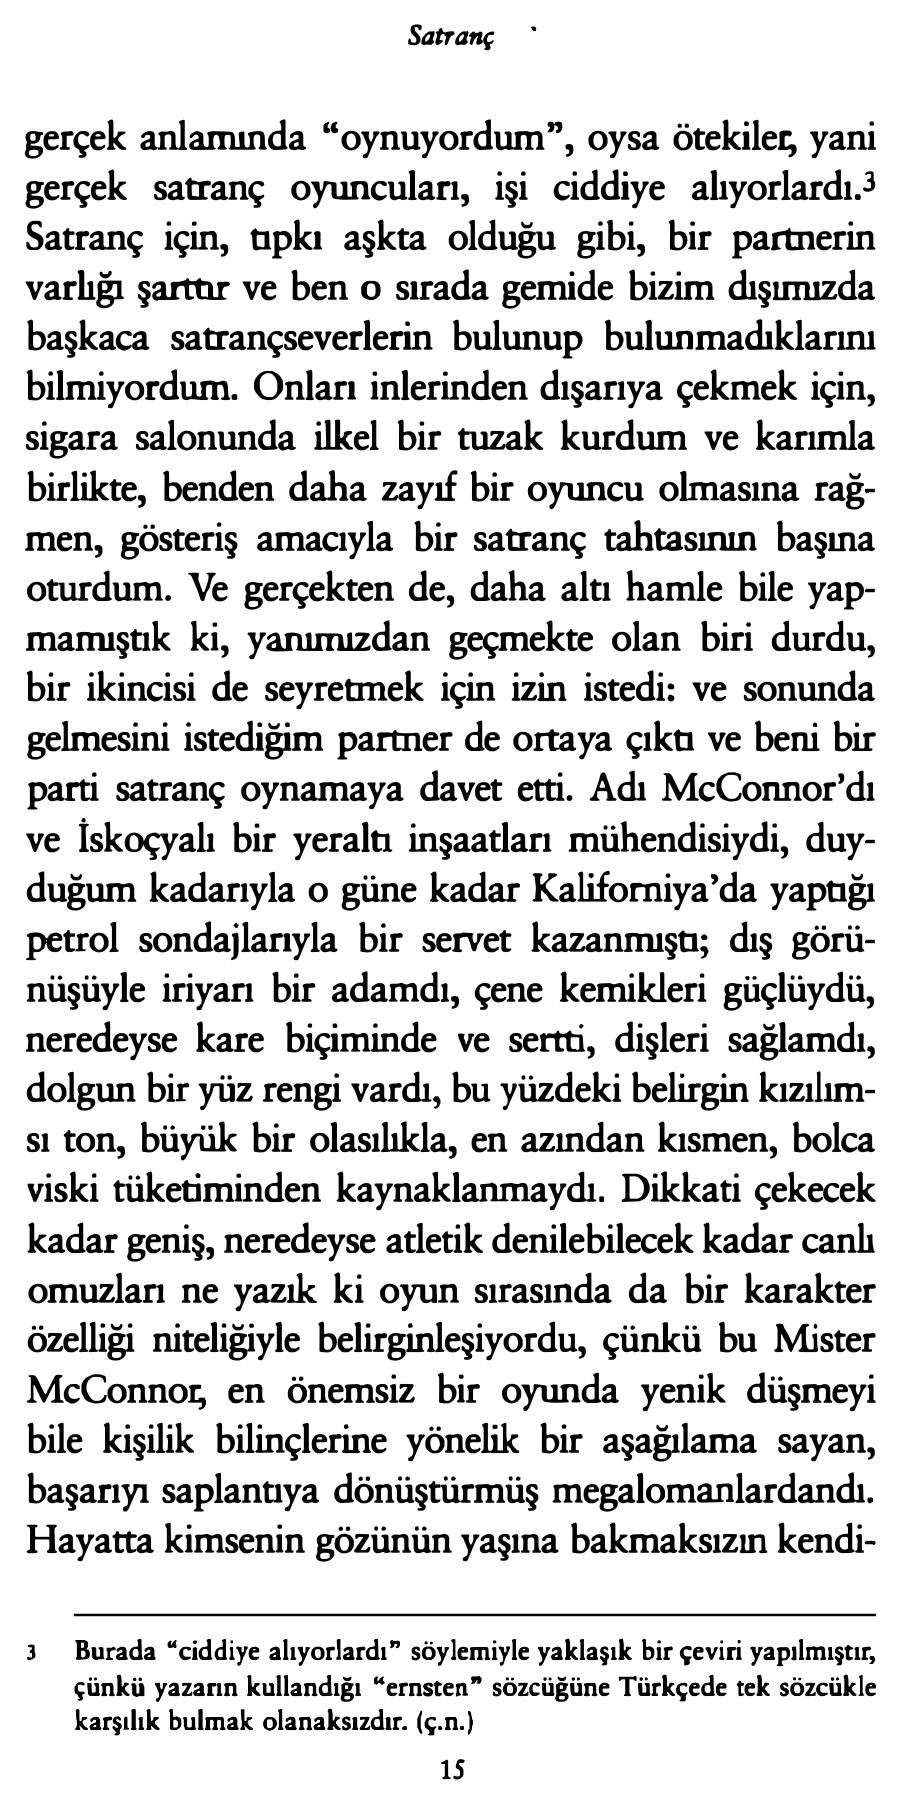 Satranç
gerçek anlamında “oynuyordum”, oysa ötekiler, yani
gerçek satranç oyuncuları, işi ciddiye alıyorlardı.³
Satranç için, tıpkı aşkta olduğu gibi, bir partnerin
varlığı şarttır ve ben o sırada gemide bizim dışımızda
başkaca satrançseverlerin bulunup bulunmadıklarını
bilmiyordum. Onları inlerinden dışarıya çekmek için,
sigara salonunda ilkel bir tuzak kurdum ve karımla
birlikte, benden daha zayıf bir oyuncu olmasına rağ-
men, gösteriş amacıyla bir satranç tahtasının başına
oturdum. Ve gerçekten de, daha altı hamle bile yap-
mamıştık ki, yanımızdan geçmekte olan biri durdu,
bir ikincisi de seyretmek için izin istedi: ve sonunda
gelmesini istediğim partner de ortaya çıktı ve beni bir
parti satranç oynamaya davet etti. Adı McConnor’dı
ve İskoçyalı bir yeraltı inşaatları mühendisiydi, duy-
duğum kadarıyla o güne kadar Kaliforniya’da yaptığı
petrol sondajlarıyla bir servet kazanmıştı; dış görü-
nüşüyle iriyarı bir adamdı, çene kemikleri güçlüydü,
neredeyse kare biçiminde ve sertti, dişleri sağlamdı,
dolgun bir yüz rengi vardı, bu yüzdeki belirgin kızılım-
sı ton, büyük bir olasılıkla, en azından kısmen, bolca
viski tüketiminden kaynaklanmaydı. Dikkati çekecek
kadar geniş, neredeyse atletik denilebilecek kadar canlı
omuzları ne yazık ki oyun sırasında da bir karakter
özelliği niteliğiyle belirginleşiyordu, çünkü bu Mister
McConnor, en önemsiz bir oyunda yenik düşmeyi
bile kişilik bilinçlerine yönelik bir aşağılama sayan,
başarıyı saplantıya dönüştürmüş megalomanlardandı.
Hayatta kimsenin gözünün yaşına bakmaksızın kendi-
3 Burada “ciddiye alıyorlardı” söylemiyle yaklaşık bir çeviri yapılmıştır,
çünkü yazarın kullandığı “ernsten” sözcüğüne Türkçede tek sözcükle
karşılık bulmak olanaksızdır. (ç.n.)
15